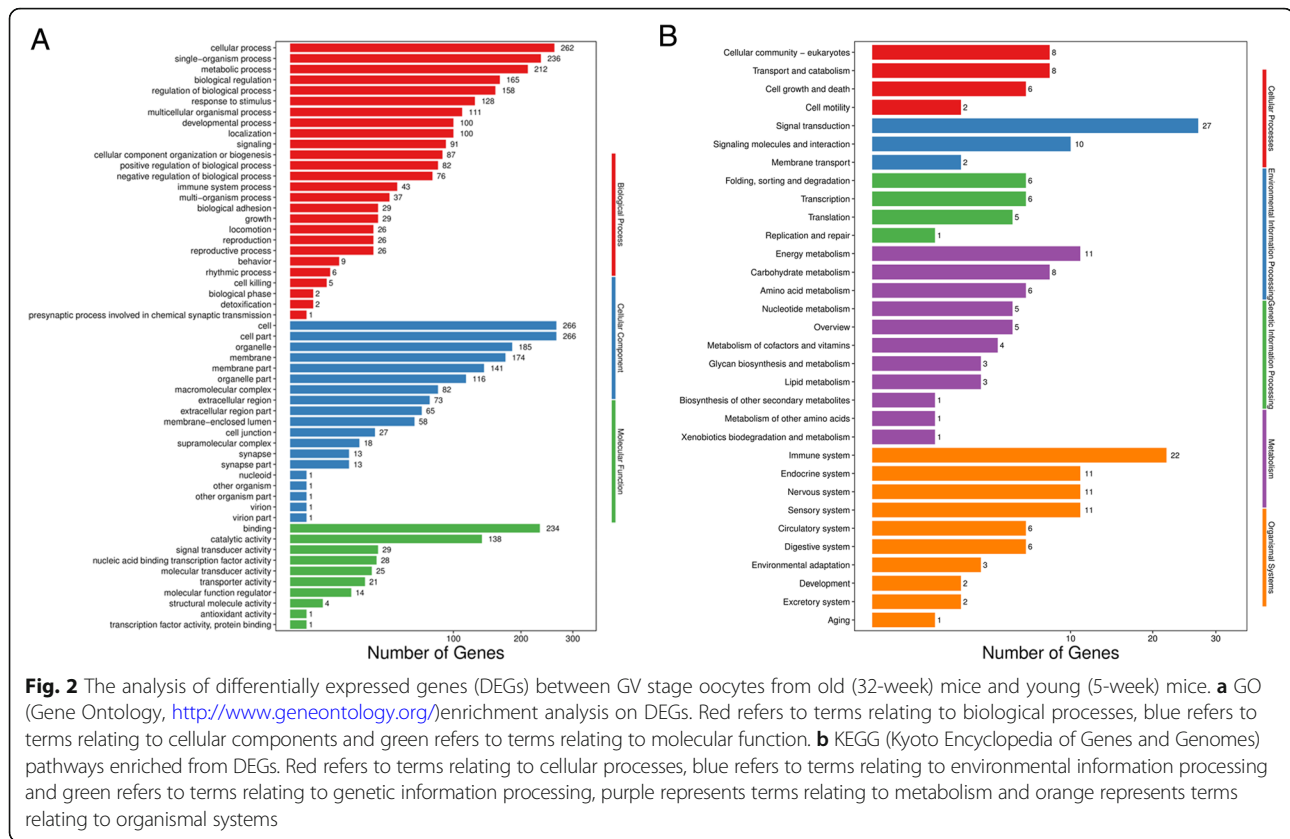 A
cellular process 262
single-organism process 236
metabolic process 212
biological regulation 165
regulation of biological process 158
response to stimulus 128
multicellular organismal process 111
developmental process 100
localization 100
signaling 91
cellular component organization or biogenesis 87
positive regulation of biological process 82
negative regulation of biological process 76
immune system process 43
multi-organism process 37
biological adhesion 29
growth 29
locomotion 26
reproduction 26
reproductive process 26
behavior 9
rhythmic process 6
cell killing 5
biological phase 2
detoxification 2
presynaptic process involved in chemical synaptic transmission 1
cell 266
cell part 266
organelle 185
membrane 174
membrane part 141
organelle part 116
macromolecular complex 82
extracellular region 73
extracellular region part 65
membrane-enclosed lumen 58
cell junction 27
supramolecular complex 18
synapse 13
synapse part 13
nucleoid 1
other organism 1
other organism part 1
virion 1
virion part 1
binding 234
catalytic activity 138
signal transducer activity 29
nucleic acid binding transcription factor activity 28
molecular transducer activity 25
transporter activity 21
molecular function regulator 14
structural molecule activity 4
antioxidant activity 1
transcription factor activity, protein binding 1
100 200 300
Number of Genes
Biological Process
Cellular Component
Molecular Function
B
Cellular community - eukaryotes 8
Transport and catabolism 8
Cell growth and death 6
Cell motility 2
Signal transduction 27
Signaling molecules and interaction 10
Membrane transport 2
Folding, sorting and degradation 6
Transcription 6
Translation 5
Replication and repair 1
Energy metabolism 11
Carbohydrate metabolism 8
Amino acid metabolism 6
Nucleotide metabolism 5
Overview 5
Metabolism of cofactors and vitamins 4
Glycan biosynthesis and metabolism 3
Lipid metabolism 3
Biosynthesis of other secondary metabolites 1
Metabolism of other amino acids 1
Xenobiotics biodegradation and metabolism 1
Immune system 22
Endocrine system 11
Nervous system 11
Sensory system 11
Circulatory system 6
Digestive system 6
Environmental adaptation 3
Development 2
Excretory system 2
Aging 1
10 20 30
Number of Genes
Cellular Processes
Environmental Information Processing
Genetic Information Processing
Metabolism
Organismal Systems
Fig. 2 The analysis of differentially expressed genes (DEGs) between GV stage oocytes from old (32-week) mice and young (5-week) mice. a GO
(Gene Ontology, http://www.geneontology.org/)enrichment analysis on DEGs. Red refers to terms relating to biological processes, blue refers to
terms relating to cellular components and green refers to terms relating to molecular function. b KEGG (Kyoto Encyclopedia of Genes and Genomes)
pathways enriched from DEGs. Red refers to terms relating to cellular processes, blue refers to terms relating to environmental information processing
and green refers to terms relating to genetic information processing, purple represents terms relating to metabolism and orange represents terms
relating to organismal systems